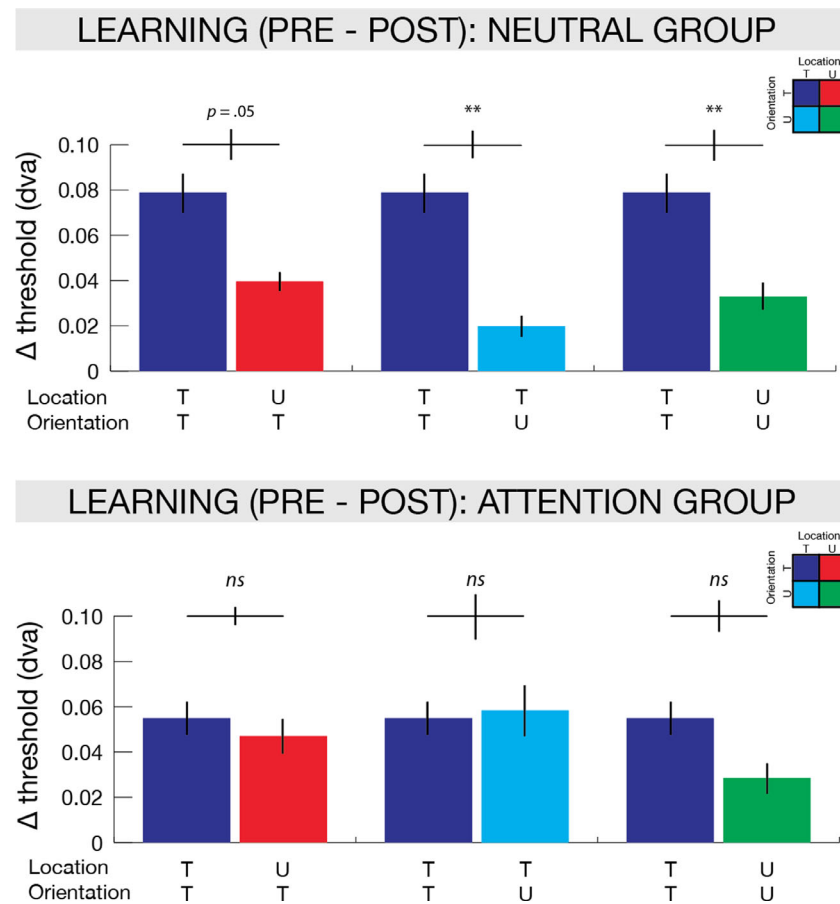 LEARNING (PRE - POST): NEUTRAL GROUP
Location
T U
Orientation
T
U
p = .05 ** **
Δ threshold (dva)
0.10
0.08
0.06
0.04
0.02
0
Location T U T T T U
Orientation T T T U T U
LEARNING (PRE - POST): ATTENTION GROUP
Location
T U
Orientation
T
U
ns ns ns
Δ threshold (dva)
0.10
0.08
0.06
0.04
0.02
0
Location T U T T T U
Orientation T T T U T U